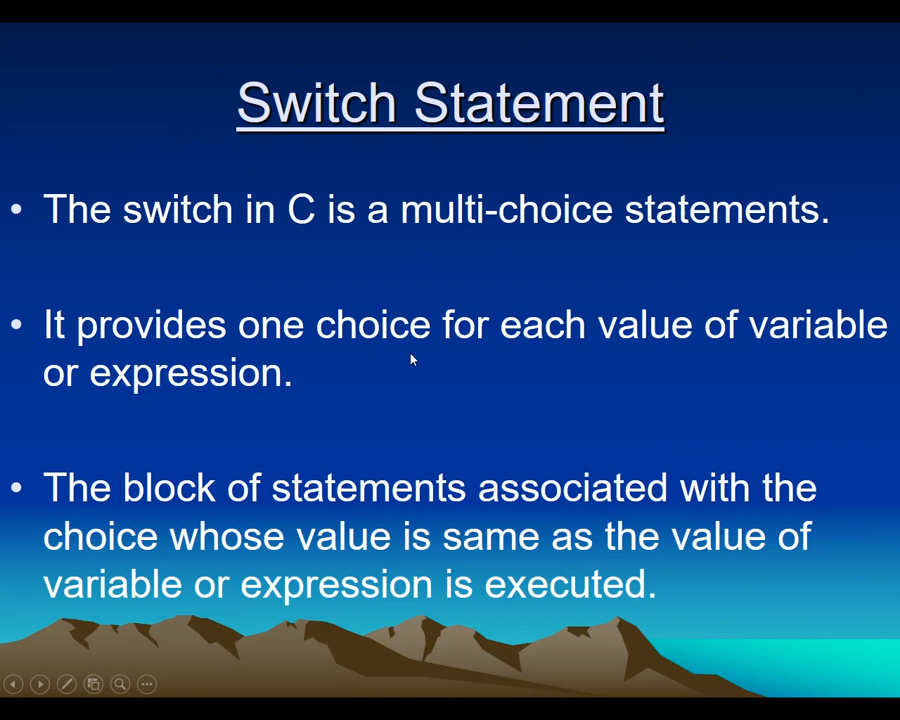 Switch Statement
• The switch in C is a multi-choice statements.
• It provides one choice for each value of variable
or expression.
• The block of statements associated with the
choice whose value is same as the value of
variable or expression is executed.